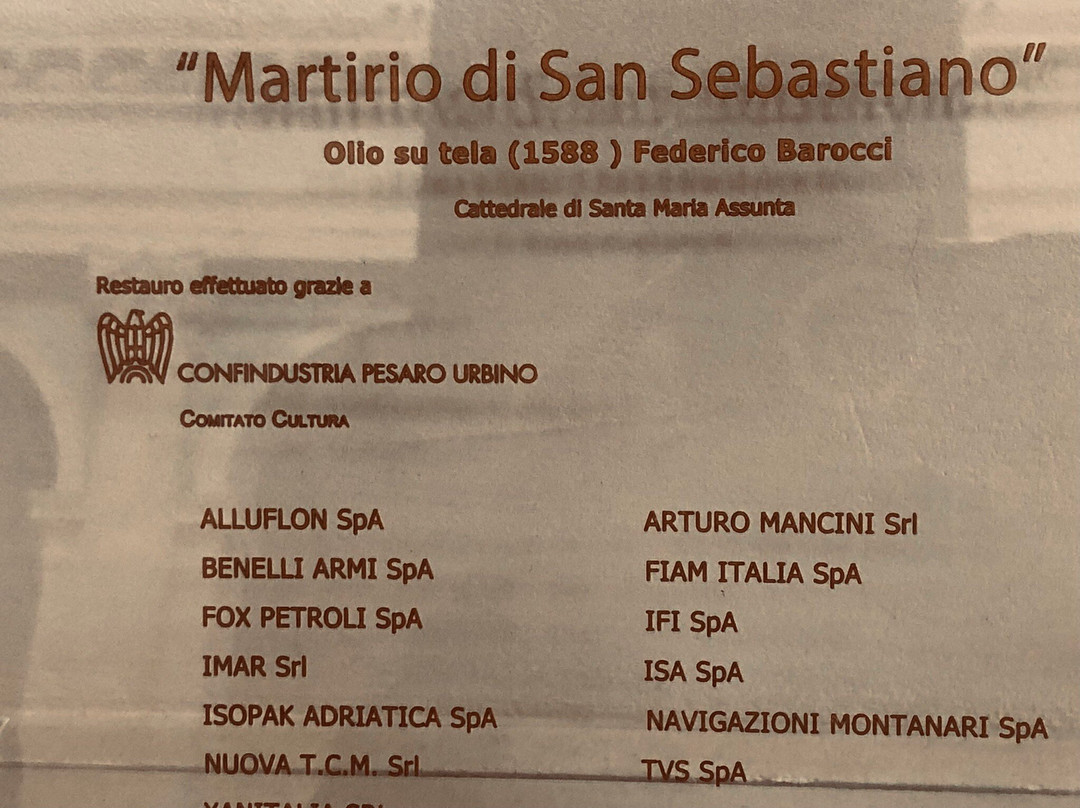 “Martirio di San Sebastiano”
Olio su tela (1588 ) Federico Barocci
Cattedrale di Santa Maria Assunta
Restauro effettuato grazie a
CONFINDUSTRIA PESARO URBINO
COMITATO CULTURA
ALLUFLON SpA
ARTURO MANCINI Srl
BENELLI ARMI SpA
FIAM ITALIA SpA
FOX PETROLI SpA
IFI SpA
IMAR Srl
ISA SpA
ISOPAK ADRIATICA SpA
NAVIGAZIONI MONTANARI SpA
NUOVA T.C.M. Srl
TVS SpA